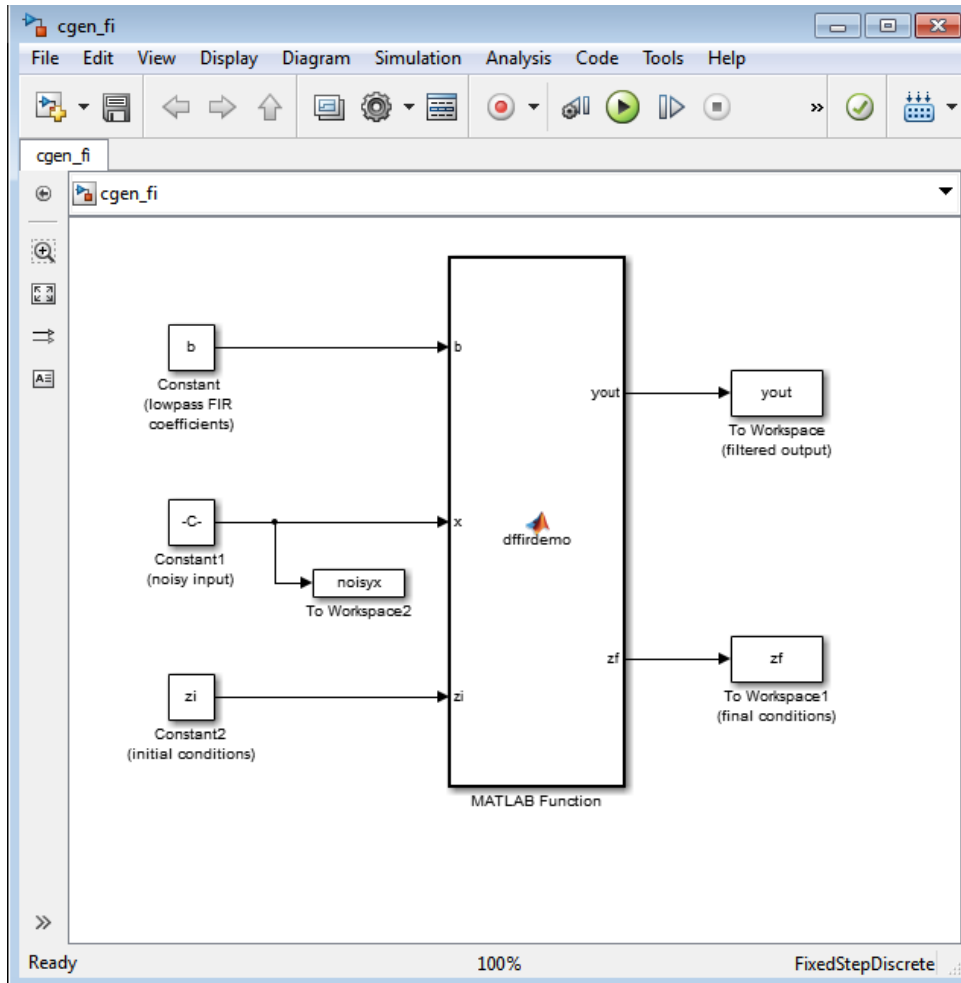 cgen_fi
File Edit View Display Diagram Simulation Analysis Code Tools Help
»
cgen_fi
cgen_fi
b
Constant
(lowpass FIR
coefficients)
b
yout
yout
To Workspace
(filtered output)
-C-
Constant1
(noisy input)
x
dffirdemo
noisyx
To Workspace2
zf
zf
To Workspace1
(final conditions)
zi
Constant2
(initial conditions)
zi
MATLAB Function
»
Ready 100% FixedStepDiscrete